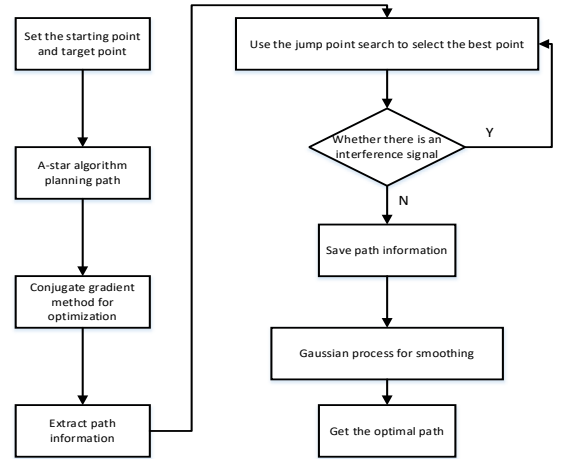 Set the starting point
and target point
A-star algorithm
planning path
Conjugate gradient
method for
optimization
Extract path
information
Use the jump point search to select the best point
Whether there is an
interference signal
Y
N
Save path information
Gaussian process for smoothing
Get the optimal path